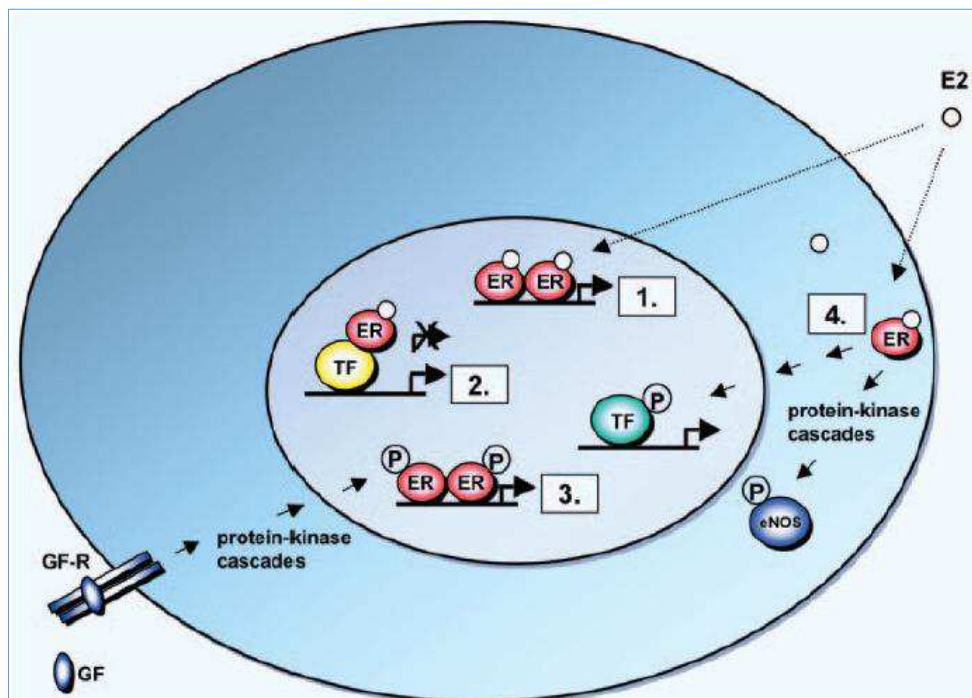 E2
ER ER
1.
ER
TF
2.
4.
ER
P
TF
protein-kinase
cascades
P P
ER ER
3.
P
eNOS
protein-kinase
cascades
GF-R
GF